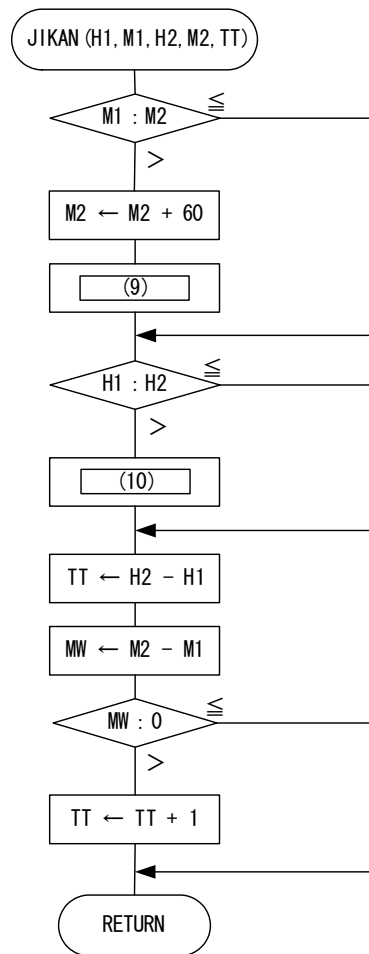 JIKAN(H1, M1, H2, M2, TT)
M1 : M2
≦
>
M2 ← M2 + 60
(9)
H1 : H2
≦
>
(10)
TT ← H2 - H1
MW ← M2 - M1
MW : 0
≦
>
TT ← TT + 1
RETURN